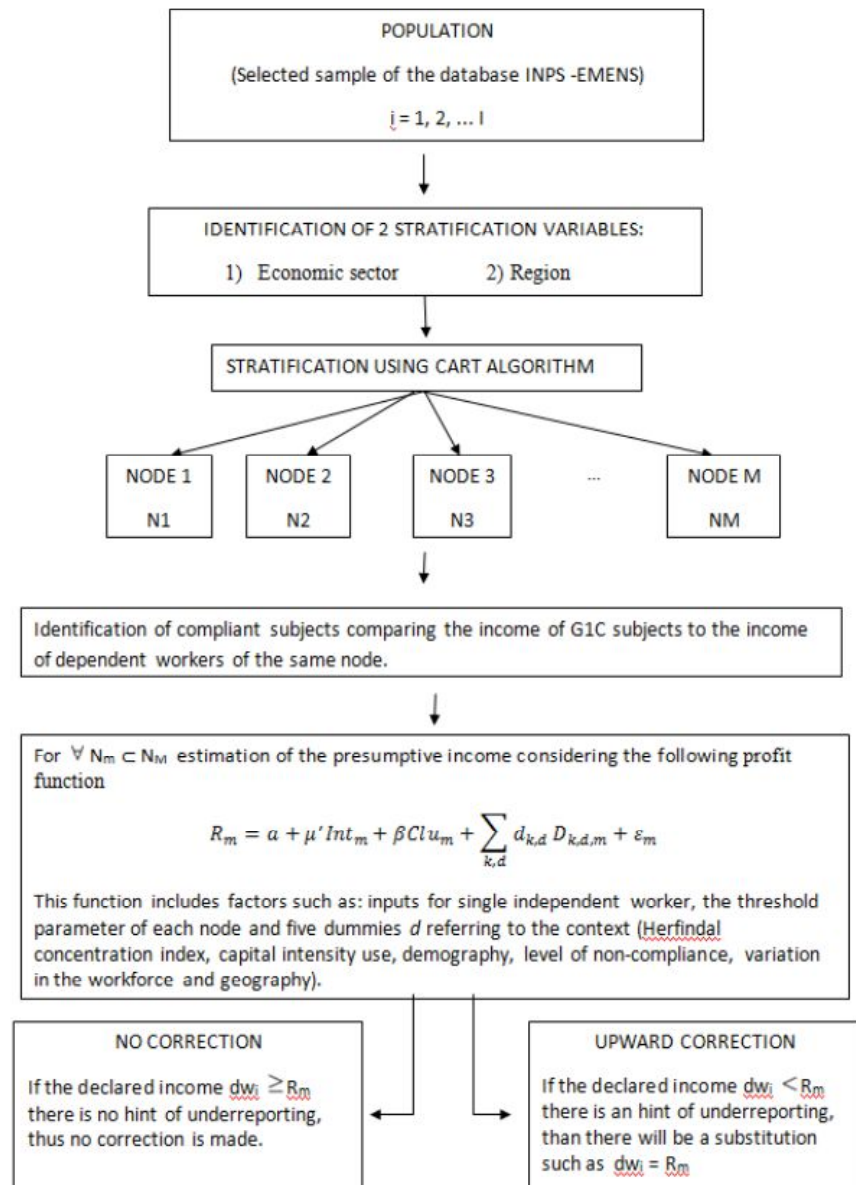 POPULATION
(Selected sample of the database INPS -EMENS)
i = 1, 2, ... I
IDENTIFICATION OF 2 STRATIFICATION VARIABLES:
1) Economic sector 2) Region
STRATIFICATION USING CART ALGORITHM
NODE 1
N1
NODE 2
N2
NODE 3
N3
...
NODE M
NM
Identification of compliant subjects comparing the income of G1C subjects to the income
of dependent workers of the same node.
For ∀ Nm ⊂ NM estimation of the presumptive income considering the following profit
function
R_m = a + μ'Int_m + βClu_m + ∑_{k,d} d_{k,d} D_{k,d,m} + ε_m
This function includes factors such as: inputs for single independent worker, the threshold
parameter of each node and five dummies d referring to the context (Herfindal
concentration index, capital intensity use, demography, level of non-compliance, variation
in the workforce and geography).
NO CORRECTION
If the declared income dwi ≥ Rm
there is no hint of underreporting,
thus no correction is made.
UPWARD CORRECTION
If the declared income dwi < Rm
there is an hint of underreporting,
than there will be a substitution
such as dwi = Rm